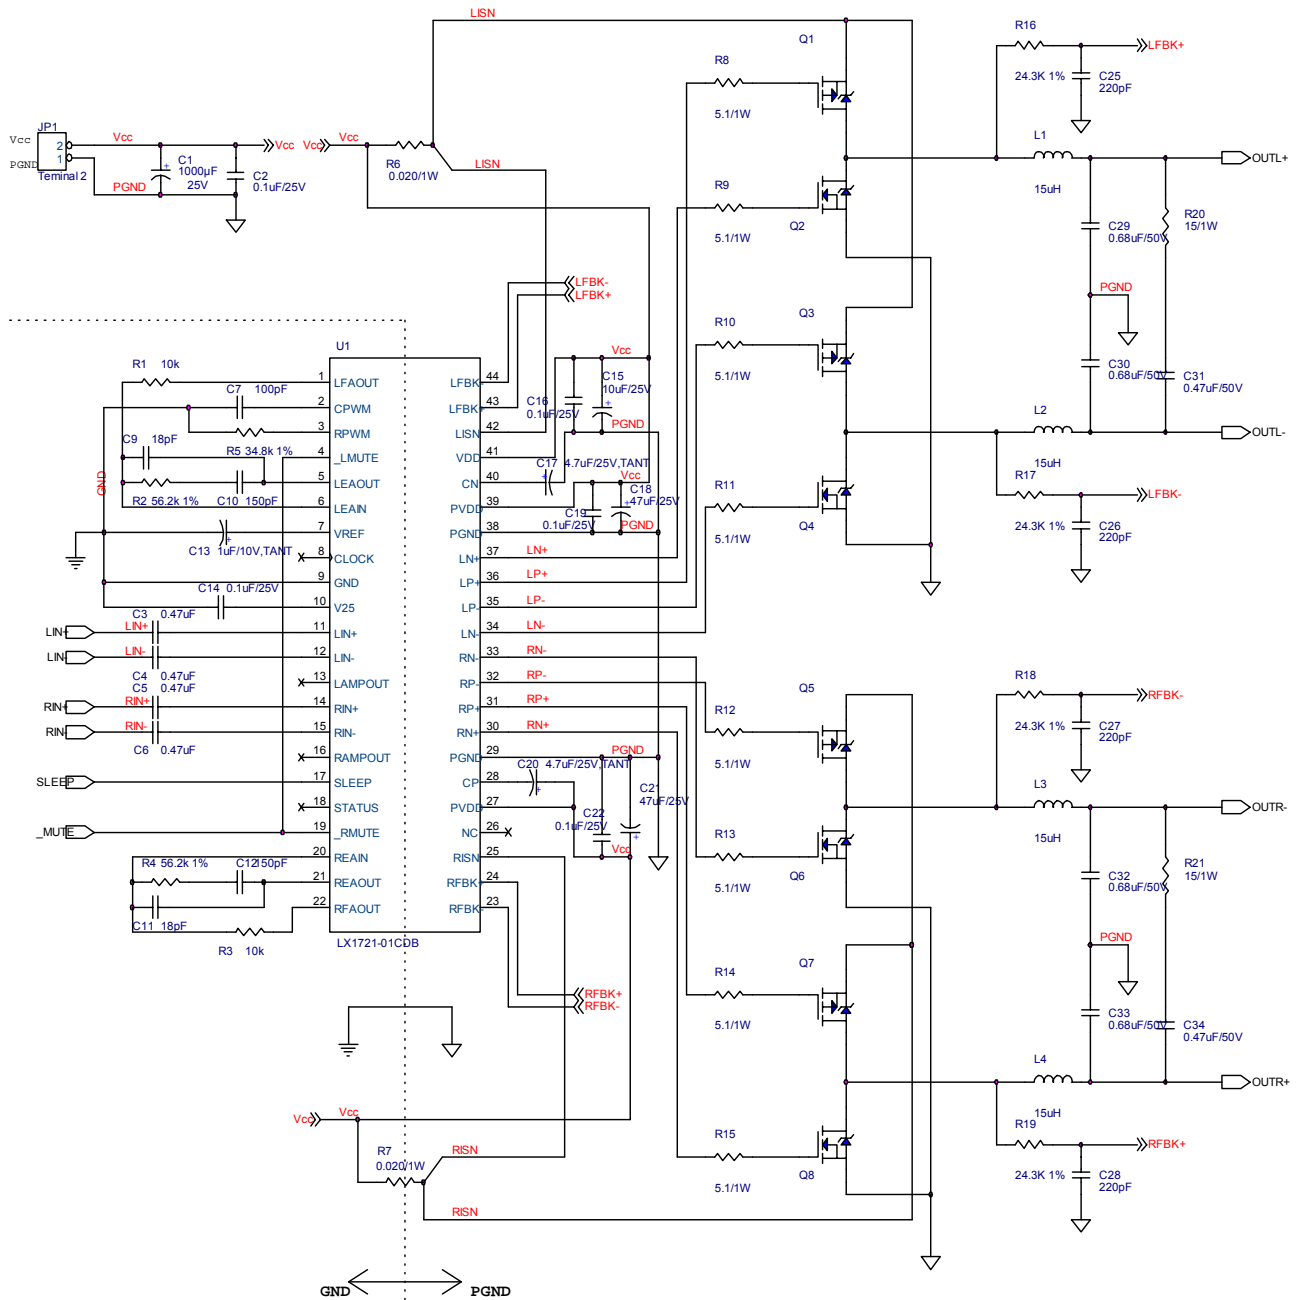 LISN
Q1
R8
5.1/1W
R16
24.3K 1%
LFBK+
C25
220pF
JP1
Vcc
PGND
2
1
Teminal 2
Vcc
PGND
C1
1000µF
25V
C2
0.1uF/25V
Vcc
Vcc
Vcc
R6
0.020/1W
LISN
R9
5.1/1W
Q2
L1
15uH
OUTL+
C29
0.68uF/50V
R20
15/1W
PGND
C30
0.68uF/50V
C31
0.47uF/50V
LFBK-
LFBK+
R10
5.1/1W
Q3
L2
15uH
OUTL-
R11
5.1/1W
Q4
R17
24.3K 1%
LFBK-
C26
220pF
U1
R1 10k
C7 100pF
C9 18pF
R5 34.8k 1%
R2 56.2k 1%
C10 150pF
GND
C13 1uF/10V,TANT
C14 0.1uF/25V
C3 0.47uF
LIN+
LIN+
LIN-
LIN-
C4 0.47uF
C5 0.47uF
RIN+
RIN+
RIN-
RIN-
C6 0.47uF
SLEEP
_MUTE
R4 56.2k 1%
C12 150pF
C11 18pF
R3 10k
1 LFAOUT
2 CPWM
3 RPWM
4 _LMUTE
5 LEAOUT
6 LEAIN
7 VREF
8 CLOCK
9 GND
10 V25
11 LIN+
12 LIN-
13 LAMPOUT
14 RIN+
15 RIN-
16 RAMPOUT
17 SLEEP
18 STATUS
19 _RMUTE
20 REAIN
21 REAOUT
22 RFAOUT
LFBK- 44
LFBK+ 43
LISN 42
VDD 41
CN 40
PVDD 39
PGND 38
LN+ 37
LP+ 36
LP- 35
LN- 34
RN- 33
RP- 32
RP+ 31
RN+ 30
PGND 29
CP 28
PVDD 27
NC 26
RISN 25
RFBK+ 24
RFBK- 23
LX1721-01CDB
Vcc
C15
10uF/25V
C16
0.1uF/25V
PGND
C17 4.7uF/25V,TANT
Vcc
C18
47uF/25V
C19
0.1uF/25V
PGND
LN+
LP+
LP-
LN-
RN-
RP-
RP+
RN+
PGND
C20 4.7uF/25V,TANT
C21
47uF/25V
C22
0.1uF/25V
Vcc
RFBK+
RFBK-
Q5
R12
5.1/1W
R18
24.3K 1%
RFBK-
C27
220pF
R13
5.1/1W
Q6
L3
15uH
OUTR-
C32
0.68uF/50V
R21
15/1W
PGND
C33
0.68uF/50V
C34
0.47uF/50V
R14
5.1/1W
Q7
L4
15uH
OUTR+
R15
5.1/1W
Q8
R19
24.3K 1%
RFBK+
C28
220pF
Vcc
Vcc
R7
0.020/1W
RISN
RISN
GND
PGND